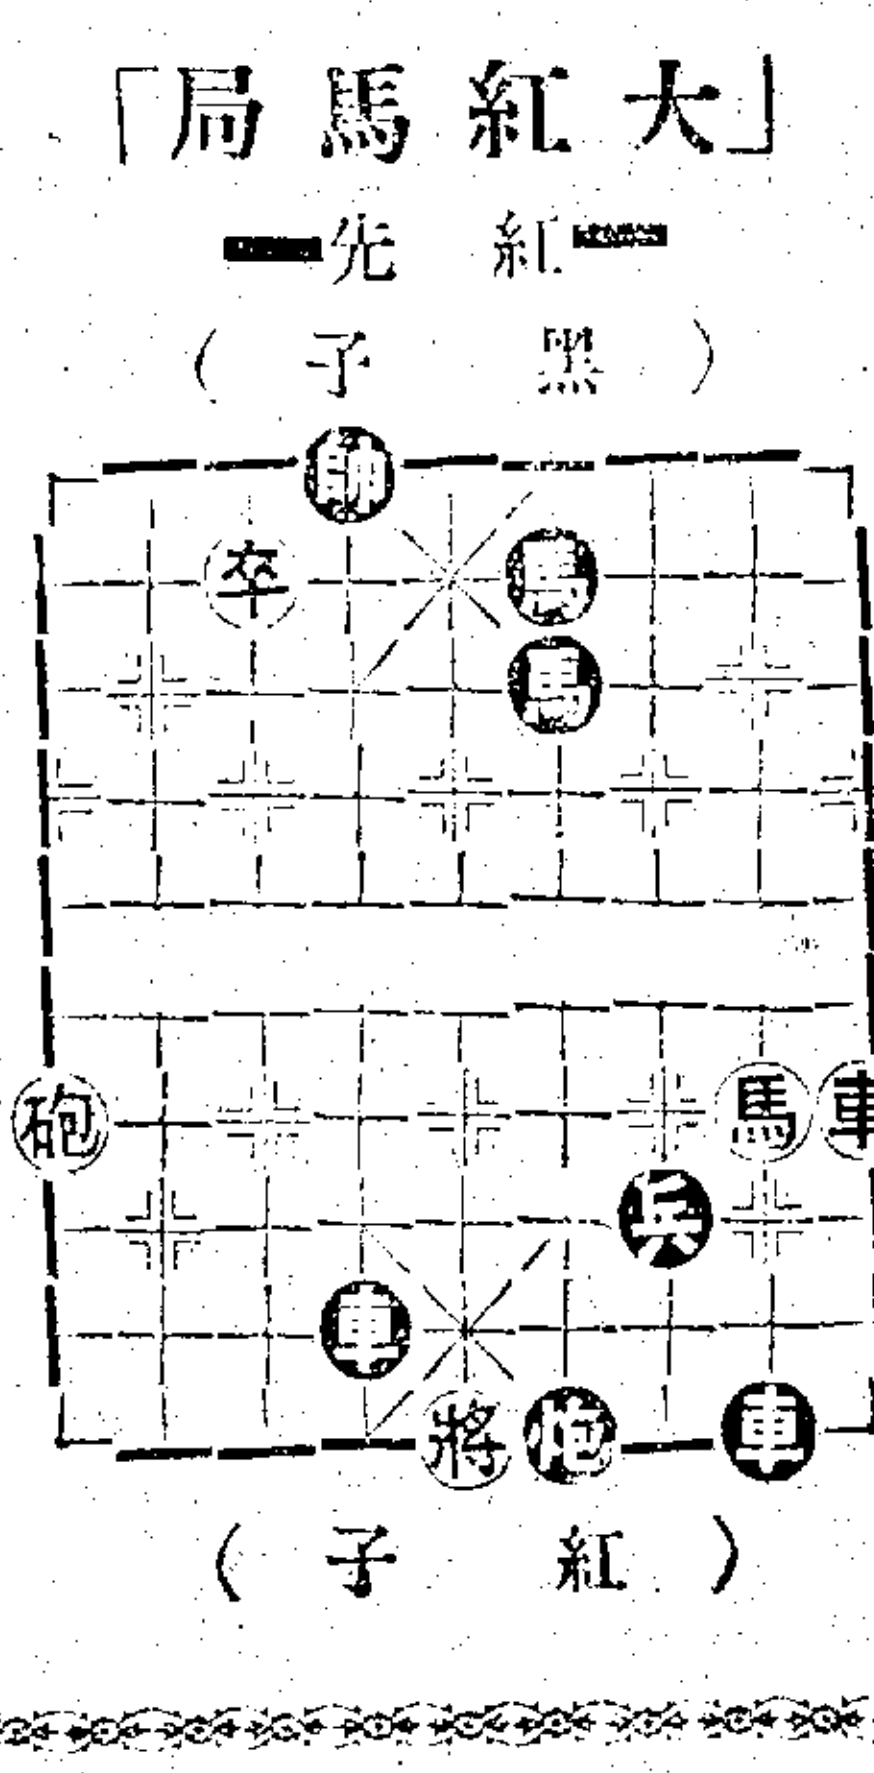 「大紅馬局」
紅先
(黑子)
帥
卒 馬
馬
砲 馬 車
兵
車
將 炮 車
(紅子)